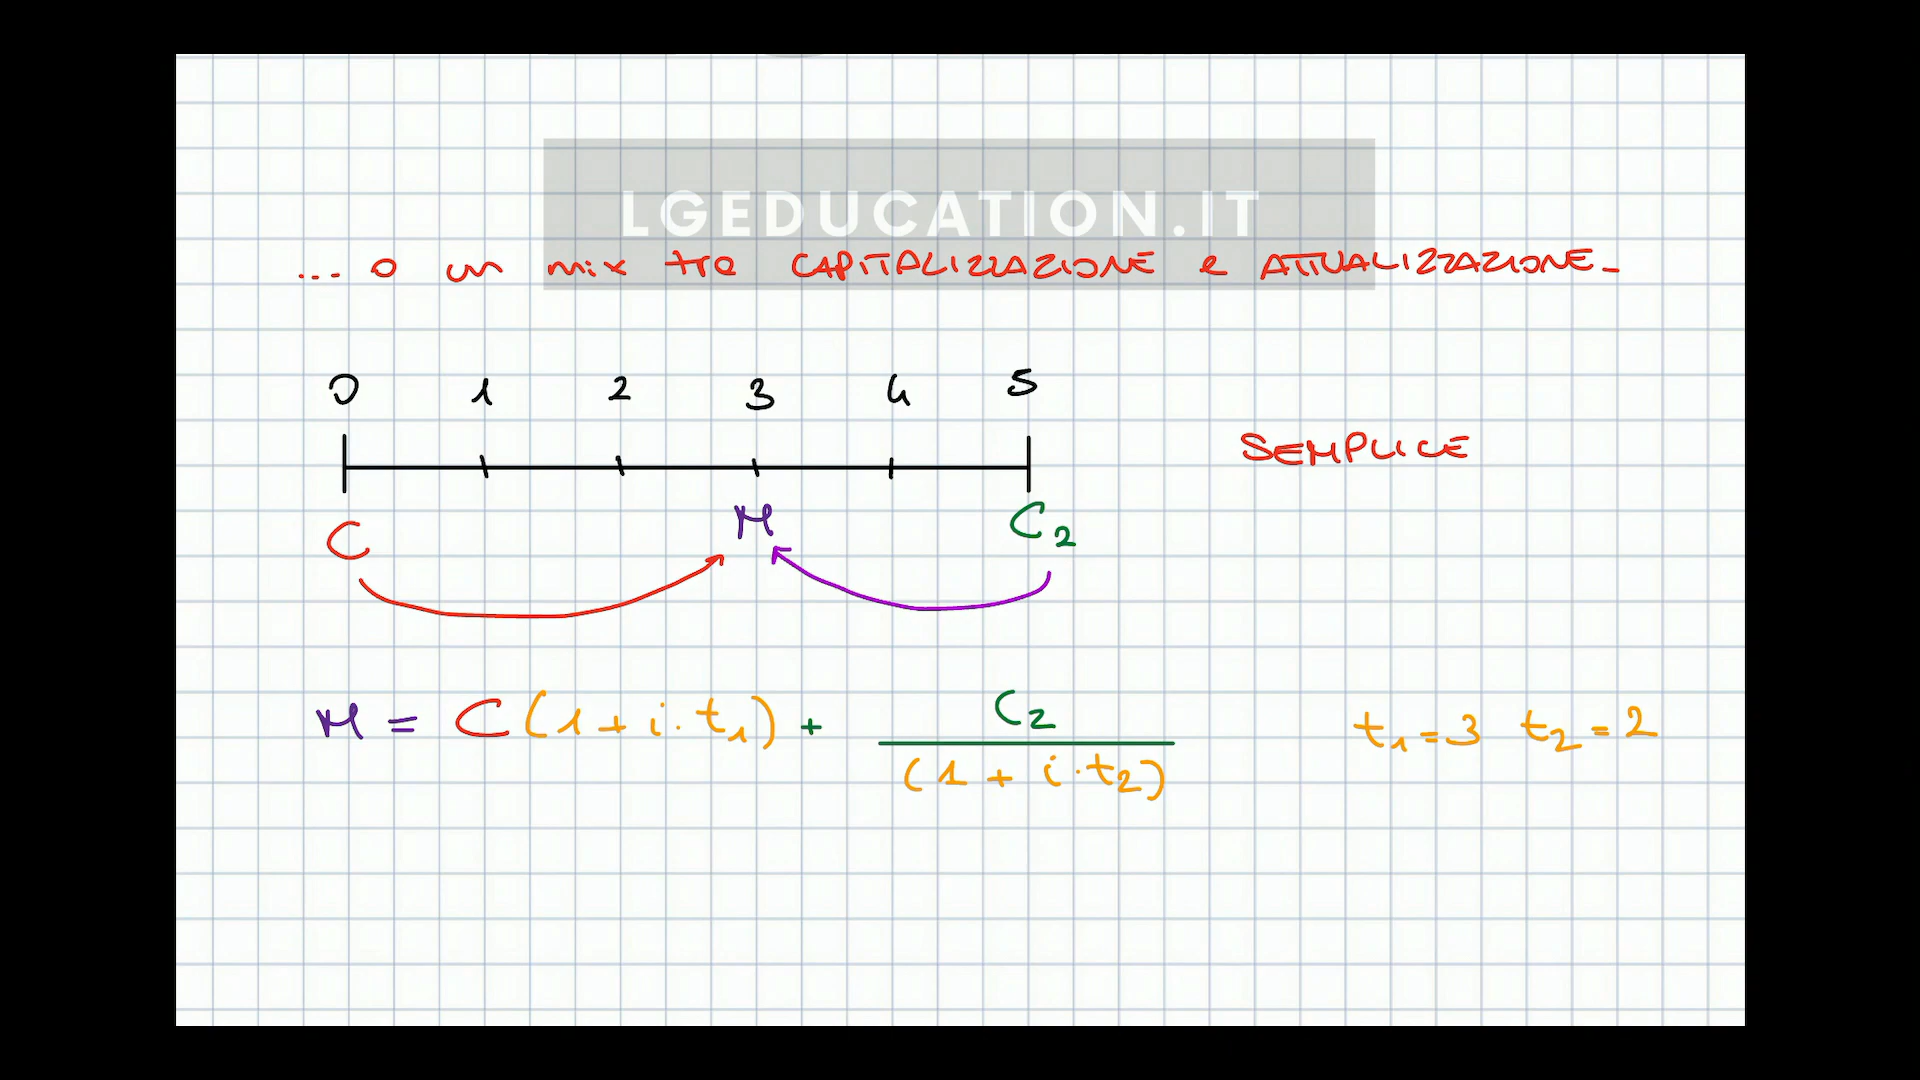 LGEDUCATION.IT
... o un mix tra CAPITALIZZAZIONE e ATTUALIZZAZIONE-
0 1 2 3 4 5
SEMPLICE
C M C₂
M = C (1 + i · t₁) + C₂ / (1 + i · t₂) t₁ = 3 t₂ = 2